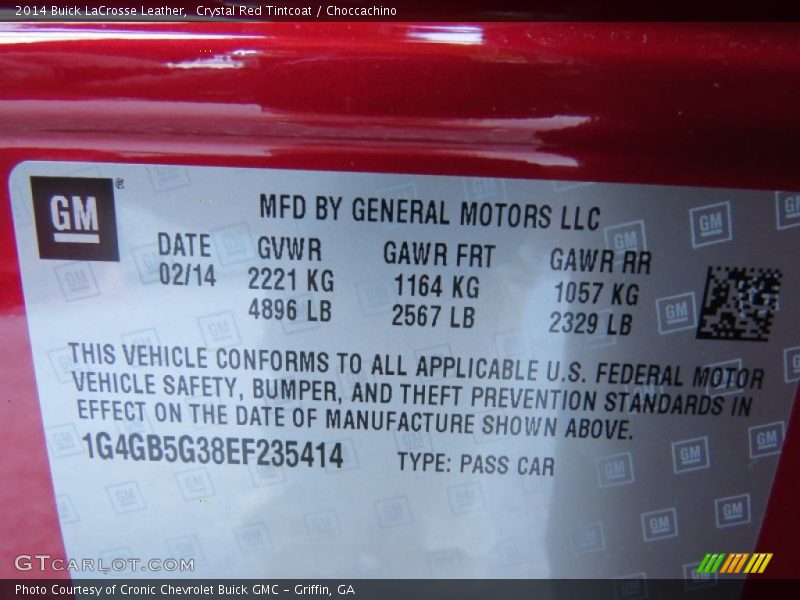 2014 Buick LaCrosse Leather,  Crystal Red Tintcoat / Choccachino
GM®
MFD BY GENERAL MOTORS LLC
DATE GVWR GAWR FRT GAWR RR
02/14 2221 KG 1164 KG 1057 KG
4896 LB 2567 LB 2329 LB
THIS VEHICLE CONFORMS TO ALL APPLICABLE U.S. FEDERAL MOTOR
VEHICLE SAFETY, BUMPER, AND THEFT PREVENTION STANDARDS IN
EFFECT ON THE DATE OF MANUFACTURE SHOWN ABOVE.
1G4GB5G38EF235414 TYPE: PASS CAR
GTCARLOT.COM
Photo Courtesy of Cronic Chevrolet Buick GMC – Griffin, GA